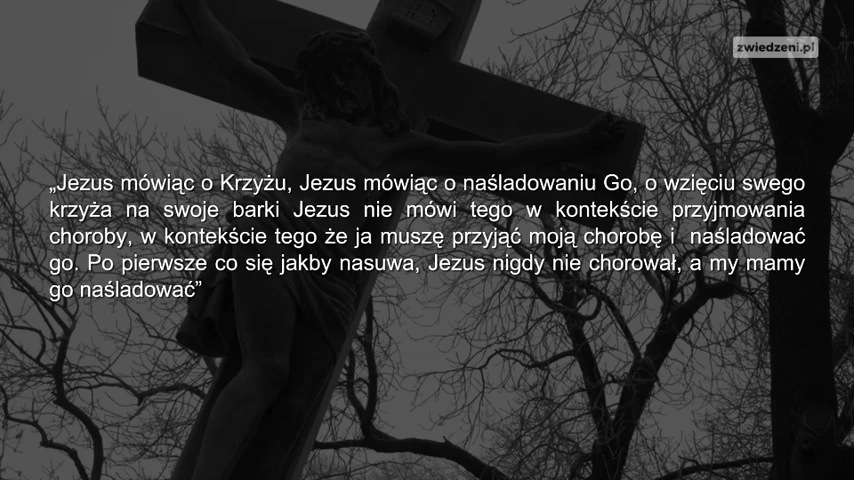 zwiedzeni.pl
„Jezus mówiąc o Krzyżu, Jezus mówiąc o naśladowaniu Go, o wzięciu swego
krzyża na swoje barki Jezus nie mówi tego w kontekście przyjmowania
choroby, w kontekście tego że ja muszę przyjąć moją chorobę i  naśladować
go. Po pierwsze co się jakby nasuwa, Jezus nigdy nie chorował, a my mamy
go naśladować”